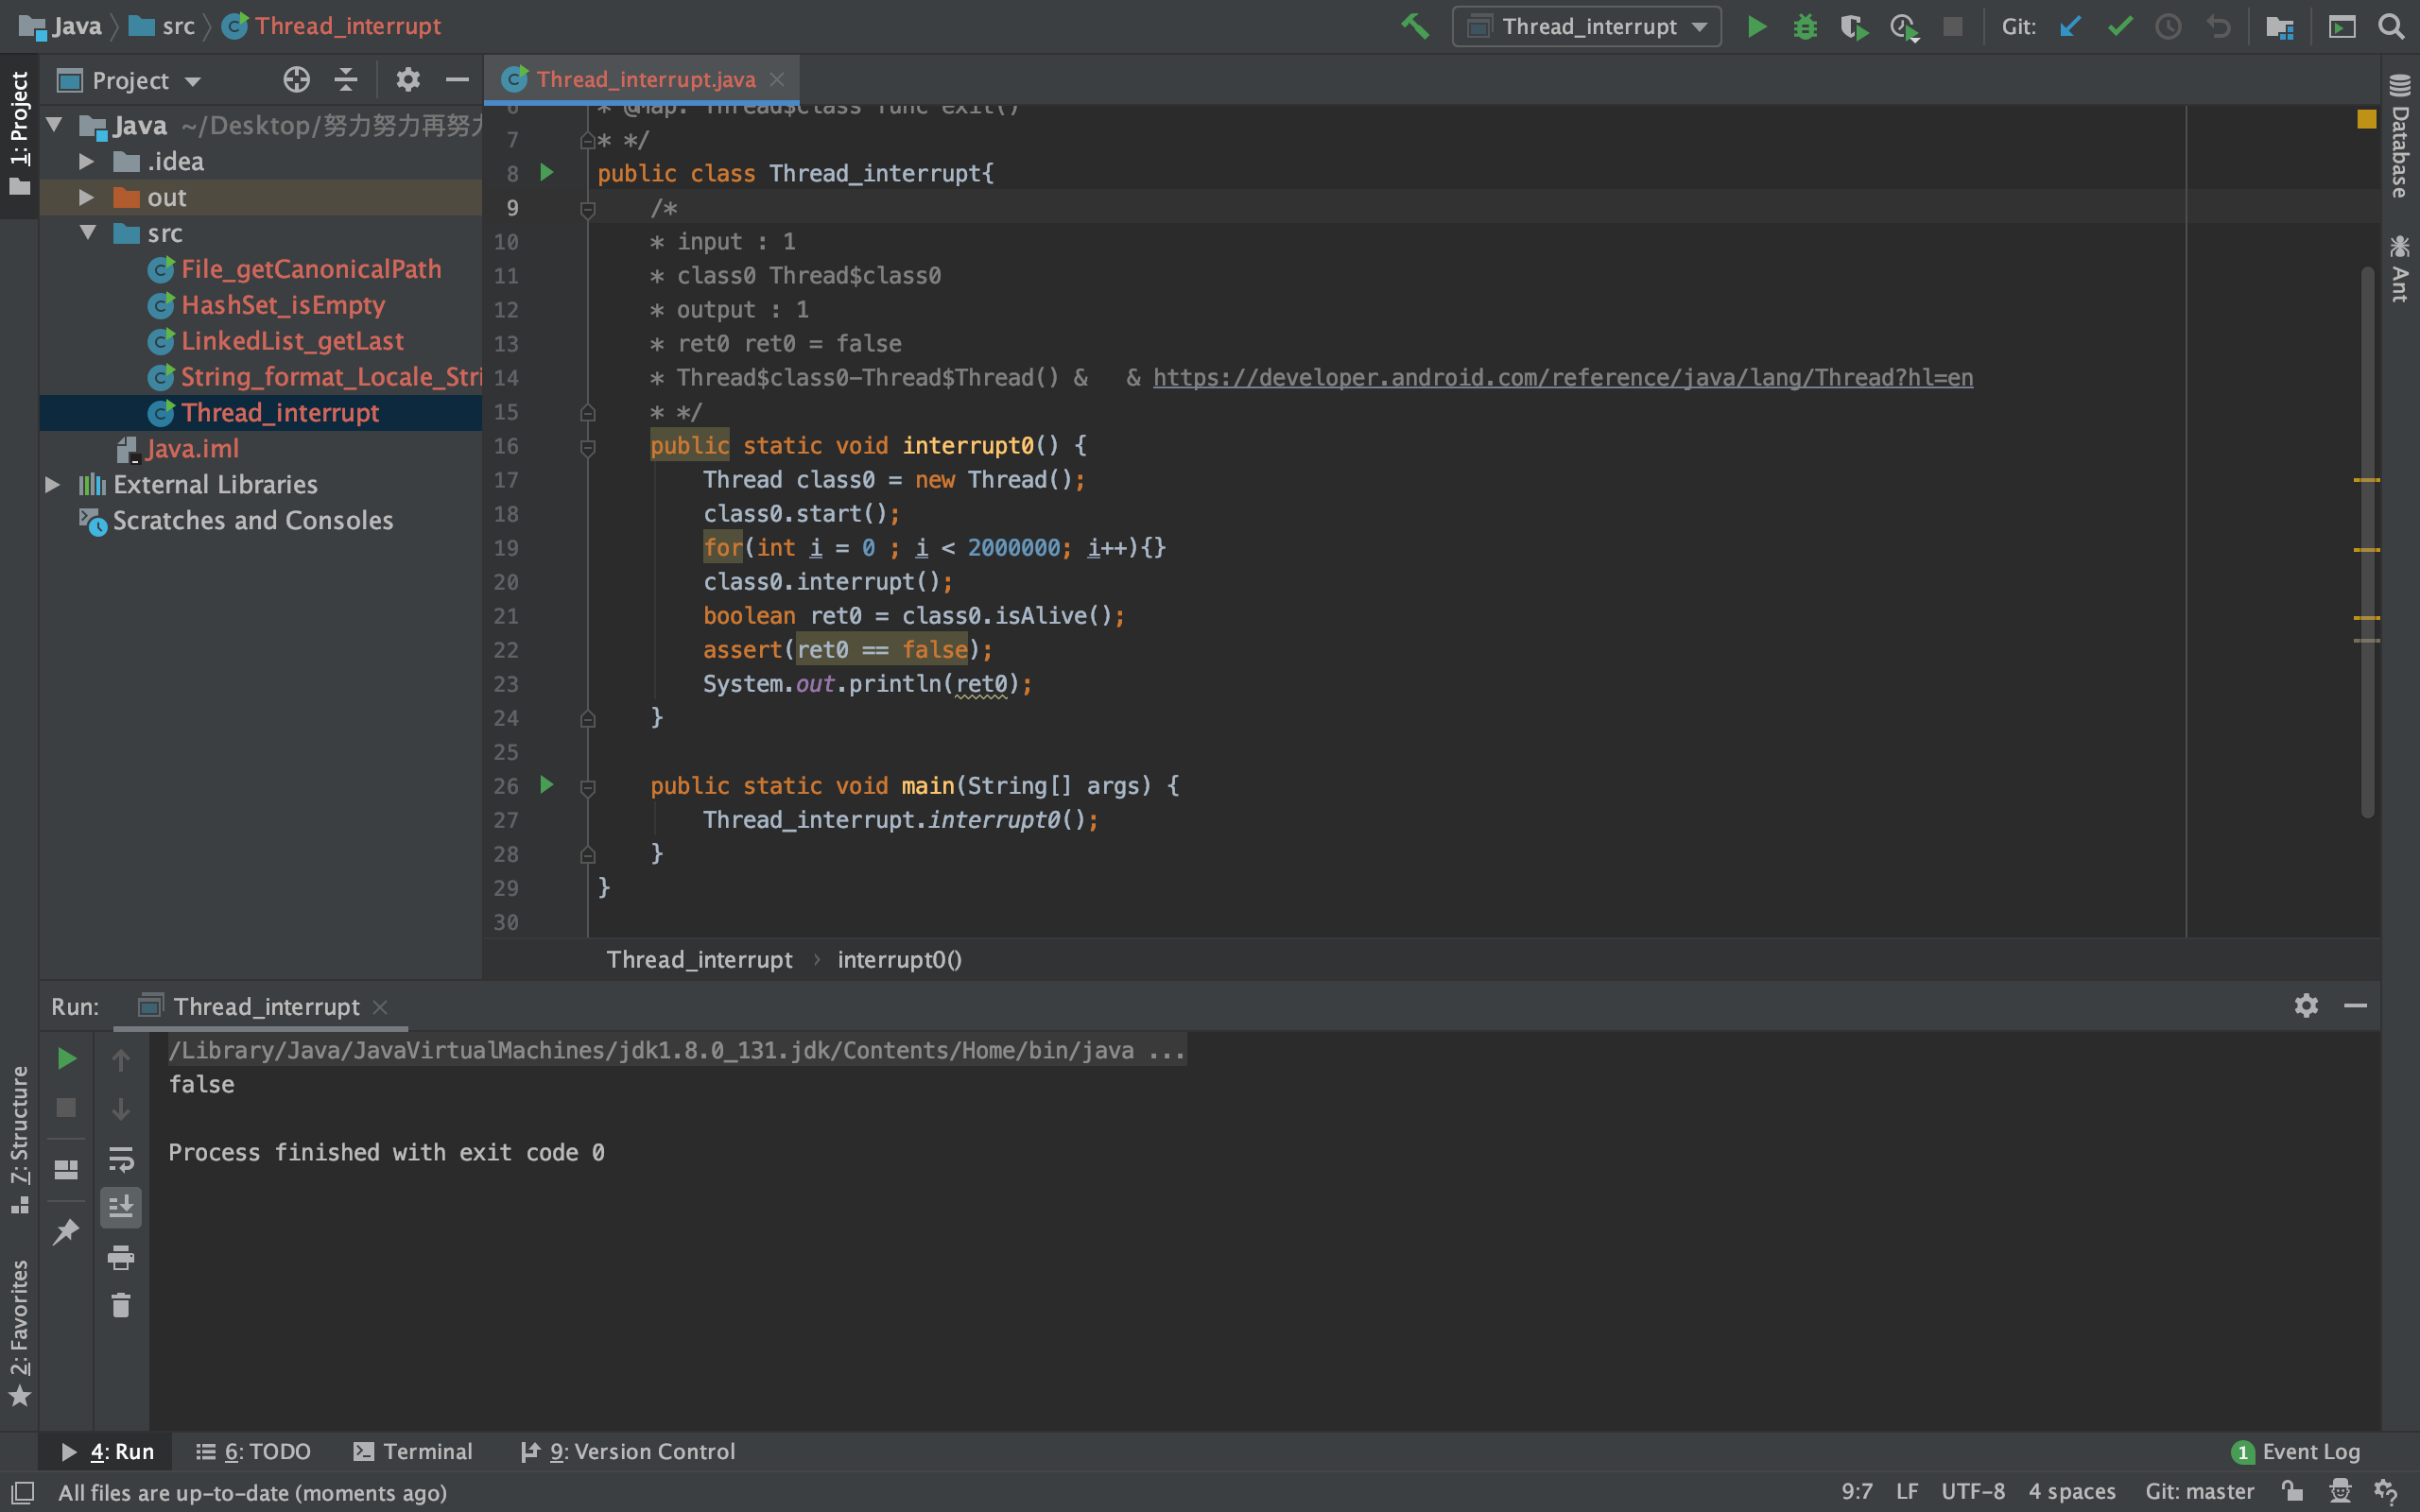 Java src Thread_interrupt
Thread_interrupt Git:
1: Project
Project
Java ~/Desktop/努力努力再努力
.idea
out
src
File_getCanonicalPath
HashSet_isEmpty
LinkedList_getLast
String_format_Locale_Stri
Thread_interrupt
Java.iml
External Libraries
Scratches and Consoles
Thread_interrupt.java
6 * @Map: Thread$class func exit()
7 * */
8 public class Thread_interrupt{
9 /*
10 * input : 1
11 * class0 Thread$class0
12 * output : 1
13 * ret0 ret0 = false
14 * Thread$class0-Thread$Thread() & & https://developer.android.com/reference/java/lang/Thread?hl=en
15 * */
16 public static void interrupt0() {
17 Thread class0 = new Thread();
18 class0.start();
19 for(int i = 0 ; i < 2000000; i++){}
20 class0.interrupt();
21 boolean ret0 = class0.isAlive();
22 assert(ret0 == false);
23 System.out.println(ret0);
24 }
25
26 public static void main(String[] args) {
27 Thread_interrupt.interrupt0();
28 }
29 }
30
Thread_interrupt › interrupt0()
Database
Ant
Run: Thread_interrupt
/Library/Java/JavaVirtualMachines/jdk1.8.0_131.jdk/Contents/Home/bin/java ...
false
Process finished with exit code 0
7: Structure
2: Favorites
4: Run 6: TODO Terminal 9: Version Control 1 Event Log
All files are up-to-date (moments ago) 9:7 LF UTF-8 4 spaces Git: master